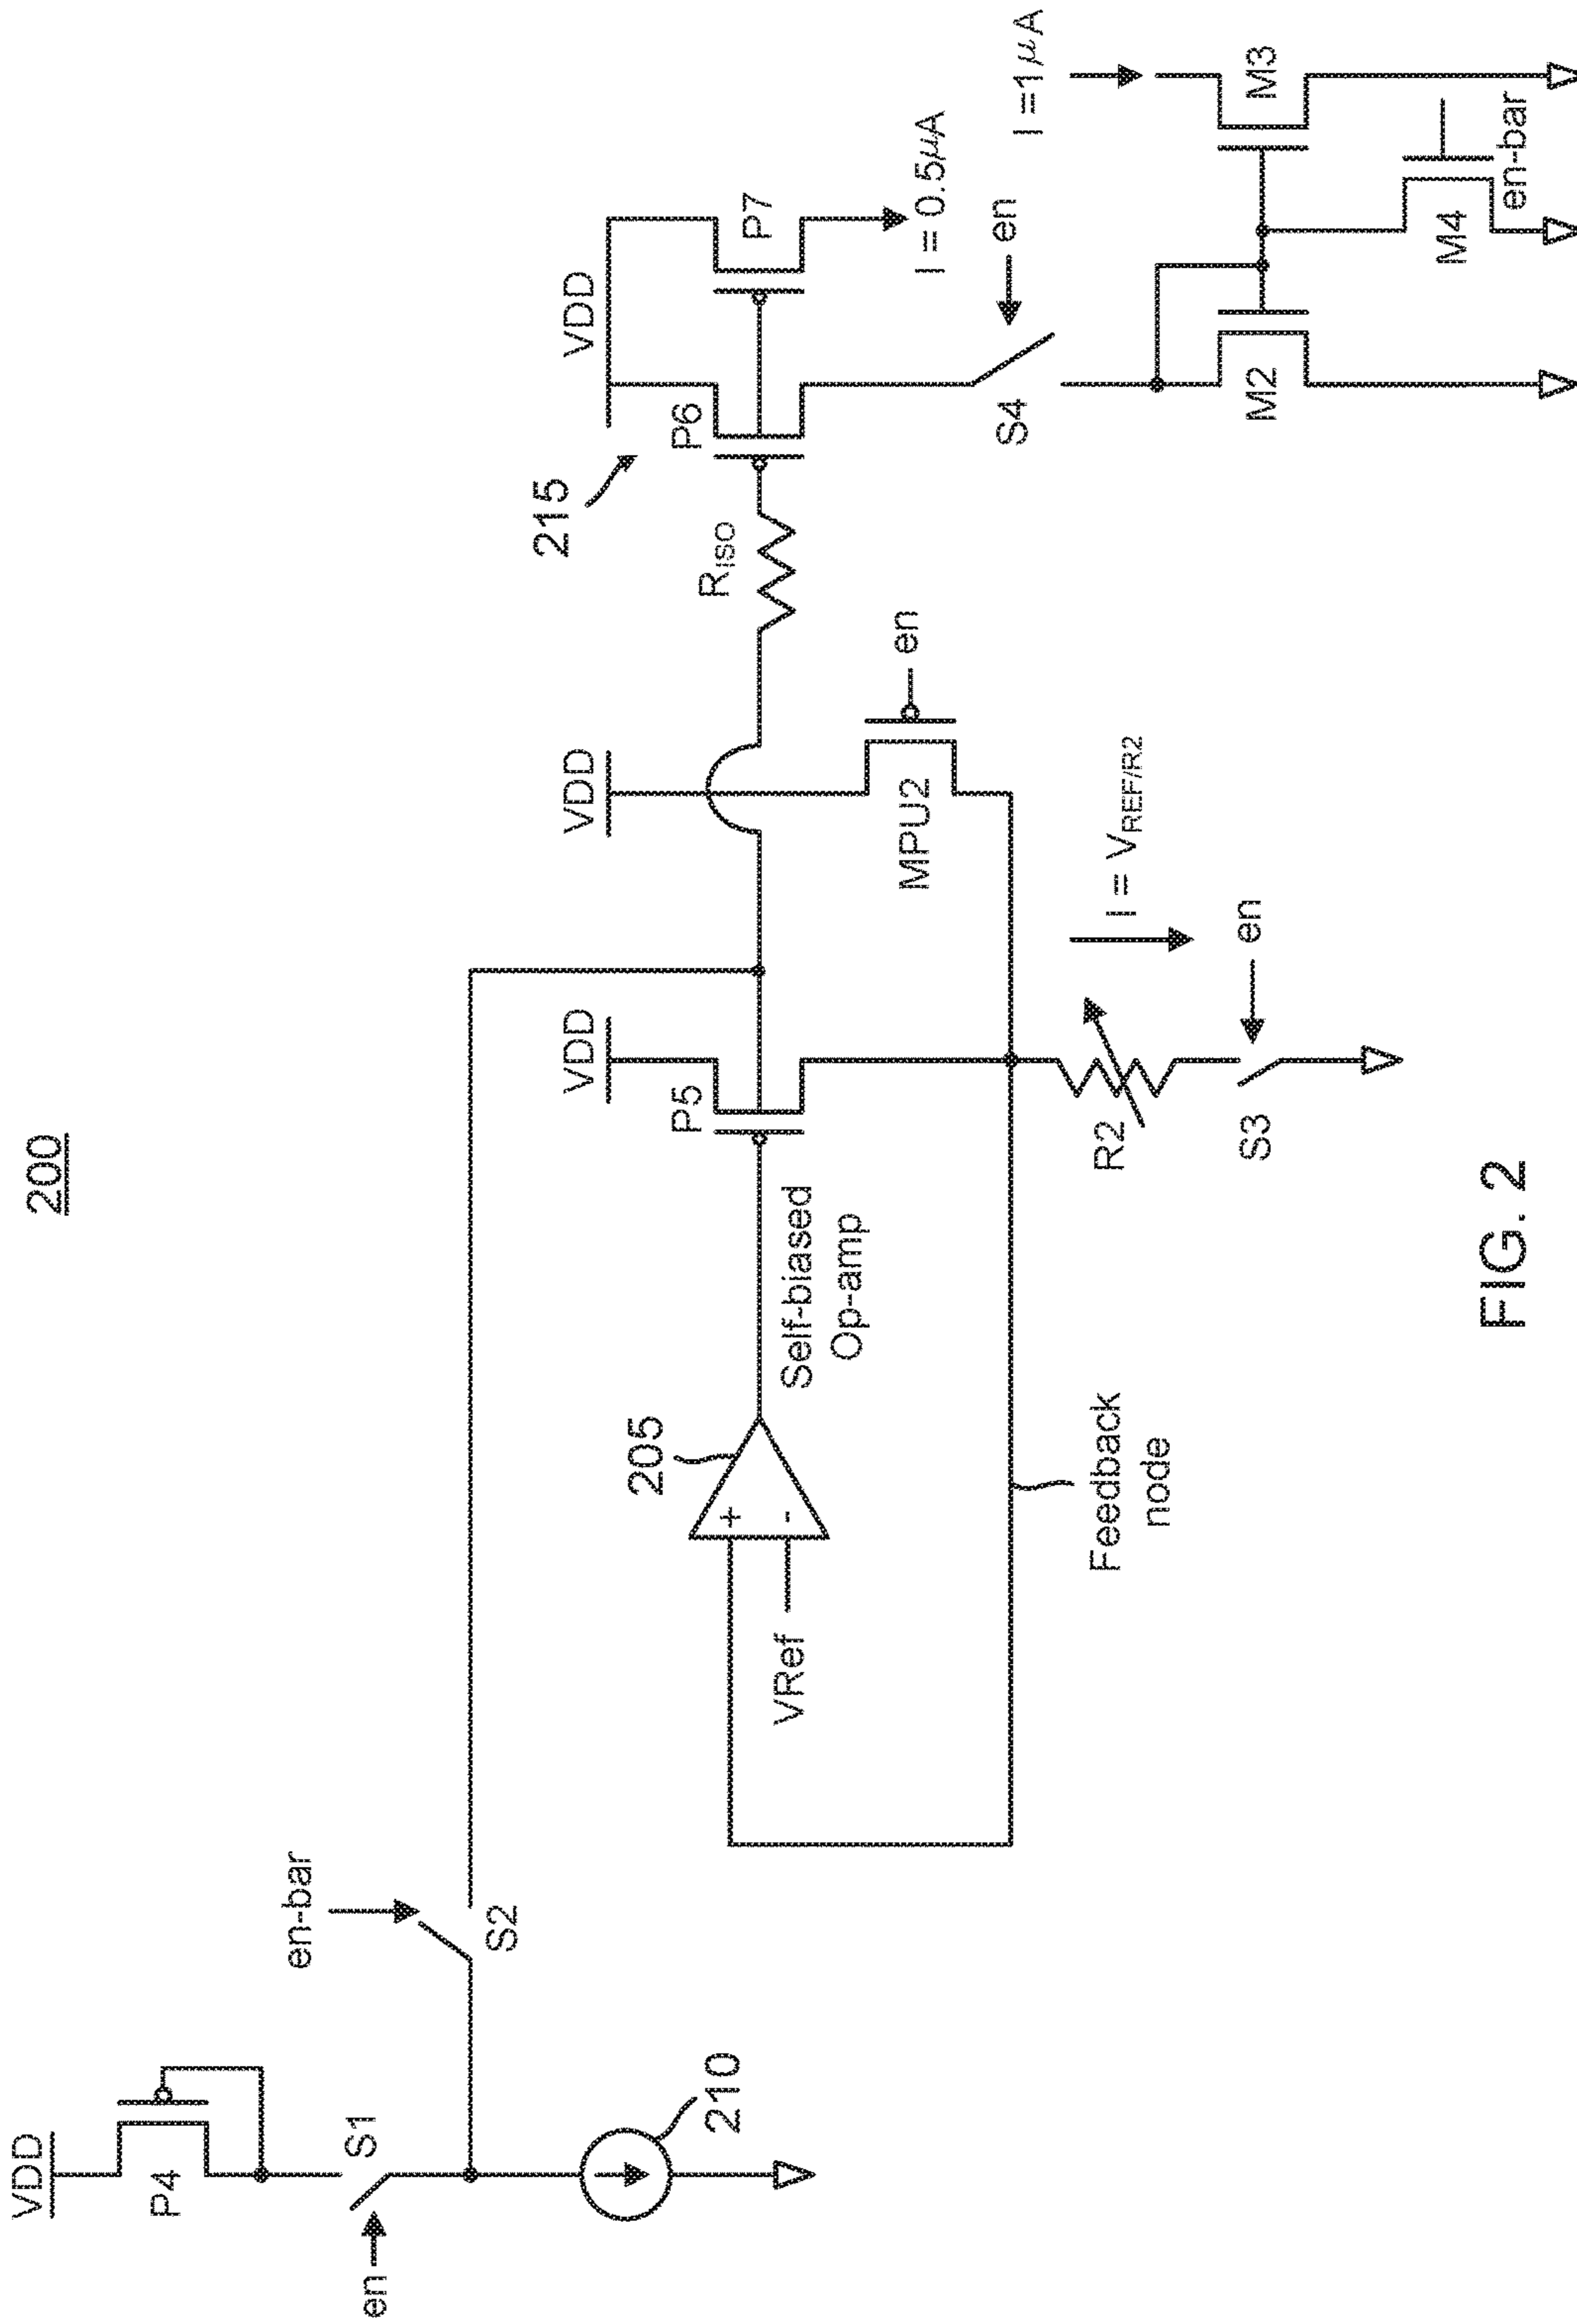 200
VDD
P4
S1
en
210
en-bar
S2
VRef
+
-
205
Self-biased
Op-amp
Feedback
node
VDD
P5
R2
S3
en
I = VREF/R2
VDD
MPU2
en
RISO
215
VDD
P6
P7
I = 0.5μA
S4
en
I =1μA
M2
M3
M4
en-bar
FIG. 2